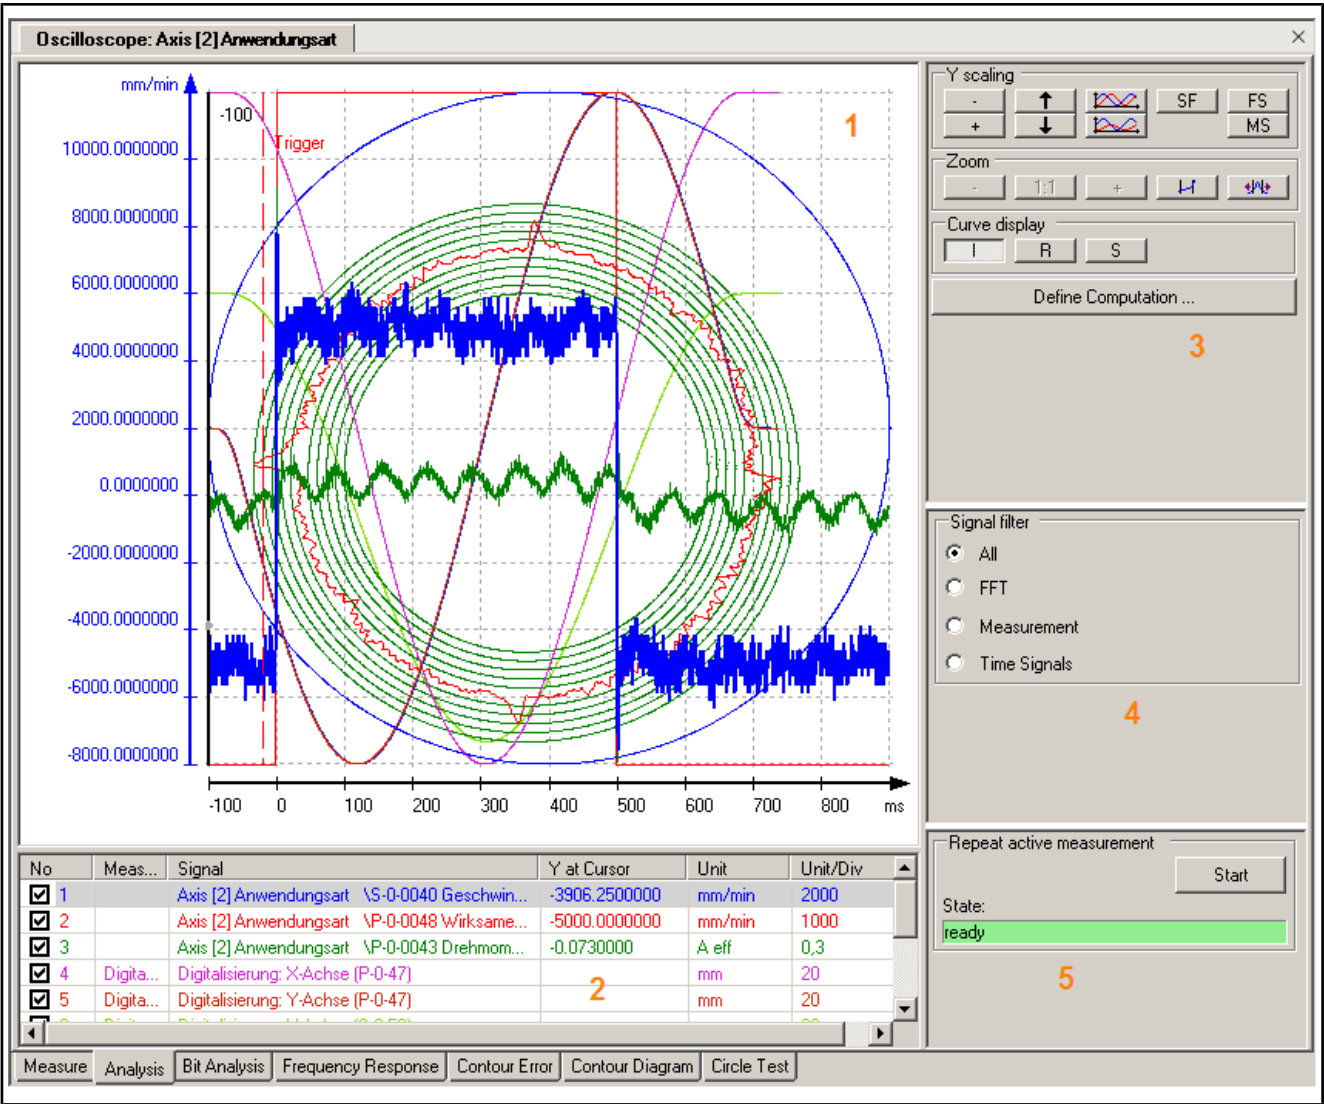 Oscilloscope: Axis [2] Anwendungsart
mm/min
-100
Trigger
1
10000.0000000
8000.0000000
6000.0000000
4000.0000000
2000.0000000
0.0000000
-2000.0000000
-4000.0000000
-6000.0000000
-8000.0000000
-100 0 100 200 300 400 500 600 700 800 ms
Y scaling
- SF FS
+ MS
Zoom
- 1:1 +
Curve display
I R S
Define Computation ...
3
Signal filter
All
FFT
Measurement
Time Signals
4
Repeat active measurement
Start
State:
ready
5
No Meas... Signal Y at Cursor Unit Unit/Div
1 Axis [2] Anwendungsart \S-0-0040 Geschwin... -3906.2500000 mm/min 2000
2 Axis [2] Anwendungsart \P-0-0048 Wirksame... -5000.0000000 mm/min 1000
3 Axis [2] Anwendungsart \P-0-0043 Drehmom... -0.0730000 A eff 0,3
4 Digita... Digitalisierung: X-Achse (P-0-47) mm 20
5 Digita... Digitalisierung: Y-Achse (P-0-47) mm 20
2
Measure Analysis Bit Analysis Frequency Response Contour Error Contour Diagram Circle Test